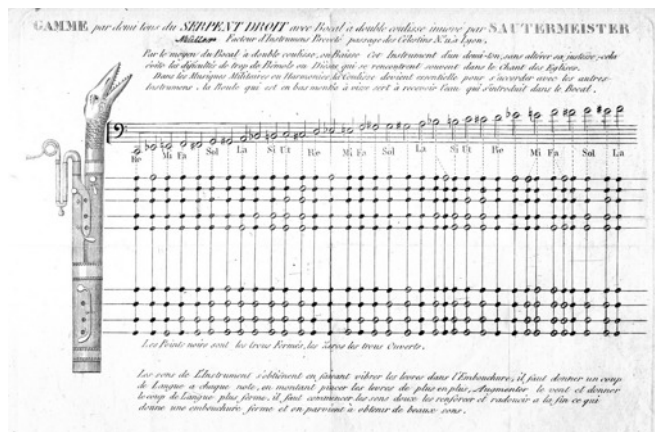 GAMME par demi tons du SERPENT DROIT avec Bocal à double coulisse inventé par SAUTERMEISTER
Müller Facteur d'Instrumens Breveté passage des Célestins N.º à Lyon.
Par le moyen du Bocal à double coulisse, on Baisse Cet Instrument d'un demi-ton, sans altérer sa justesse; cela
évite les difficultés de trop de Bémols ou Dièses qui se rencontrent souvent dans le Chant des Eglises.
Dans les Musiques Militaires ou Harmonies la Coulisse devient essentielle pour s'accorder avec les autres
Instrumens, la Boule qui est en bas montée à vixe sert à recevoir l'eau qui s'introduit dans le Bocal.
Re Mi Fa Sol La Si Ut Re Mi Fa Sol La Si Ut Re Mi Fa Sol La
Les Points noirs sont les trous Fermés, les Zéros les trous Ouverts.
Les sons de L'Instrument s'obtiènent en faisant vibrer les levres dans l'Embouchure, il faut donner un coup
de Langue a chaque note, en montant pincer les levres de plus en plus, Augmenter le vent et donner
le coup de Langue plus ferme, il faut commencer les sons doux les renforcer et radoucir a la fin ce qui
donne une embouchure ferme et on parvient à obtenir de beaux sons.